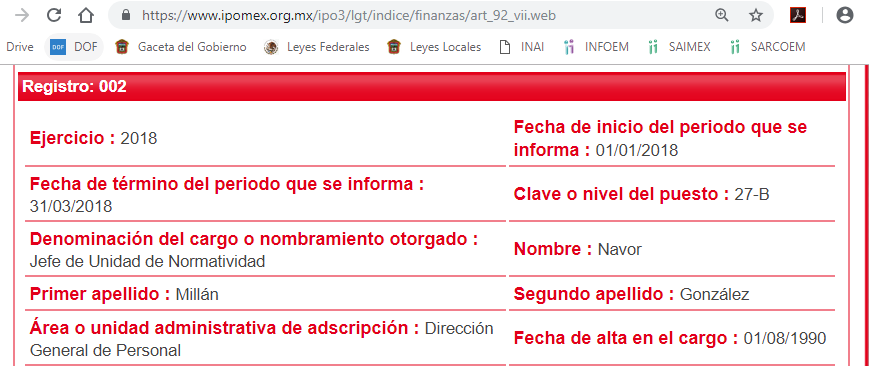 https://www.ipomex.org.mx/ipo3/lgt/indice/finanzas/art_92_vii.web
Drive DOF DOF Gaceta del Gobierno Leyes Federales Leyes Locales INAI INFOEM SAIMEX SARCOEM
Registro: 002
Ejercicio : 2018
Fecha de inicio del periodo que se
informa : 01/01/2018
Fecha de término del periodo que se informa :
31/03/2018
Clave o nivel del puesto : 27-B
Denominación del cargo o nombramiento otorgado :
Jefe de Unidad de Normatividad
Nombre : Navor
Primer apellido : Millán
Segundo apellido : González
Área o unidad administrativa de adscripción : Dirección
General de Personal
Fecha de alta en el cargo : 01/08/1990